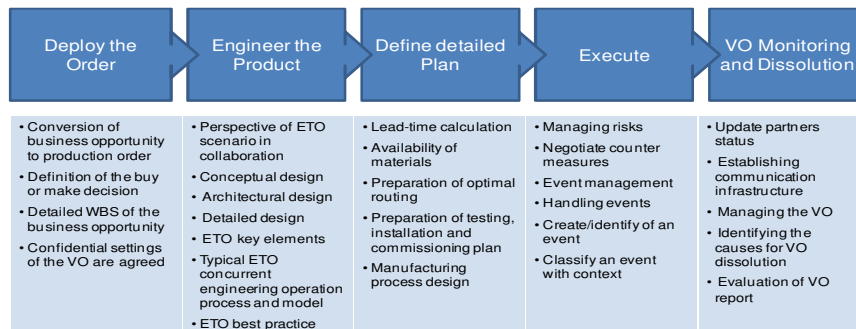 Deploy the
Order
Engineer the
Product
Define detailed
Plan
Execute
VO Monitoring
and Dissolution
• Conversion of
business opportunity
to production order
• Definition of the buy
or make decision
• Detailed WBS of the
business opportunity
• Confidential settings
of the VO are agreed
• Perspective of ETO
scenario in
collaboration
• Conceptual design
• Architectural design
• Detailed design
• ETO key elements
• Typical ETO
concurrent
engineering operation
process and model
• ETO best practice
• Lead-time calculation
• Availability of
materials
• Preparation of optimal
routing
• Preparation of testing,
installation and
commissioning plan
• Manufacturing
process design
• Managing risks
• Negotiate counter
measures
• Event management
• Handling events
• Create/identify of an
event
• Classify an event
with context
• Update partners
status
• Establishing
communication
infrastructure
• Managing the VO
• Identifying the
causes for VO
dissolution
• Evaluation of VO
report